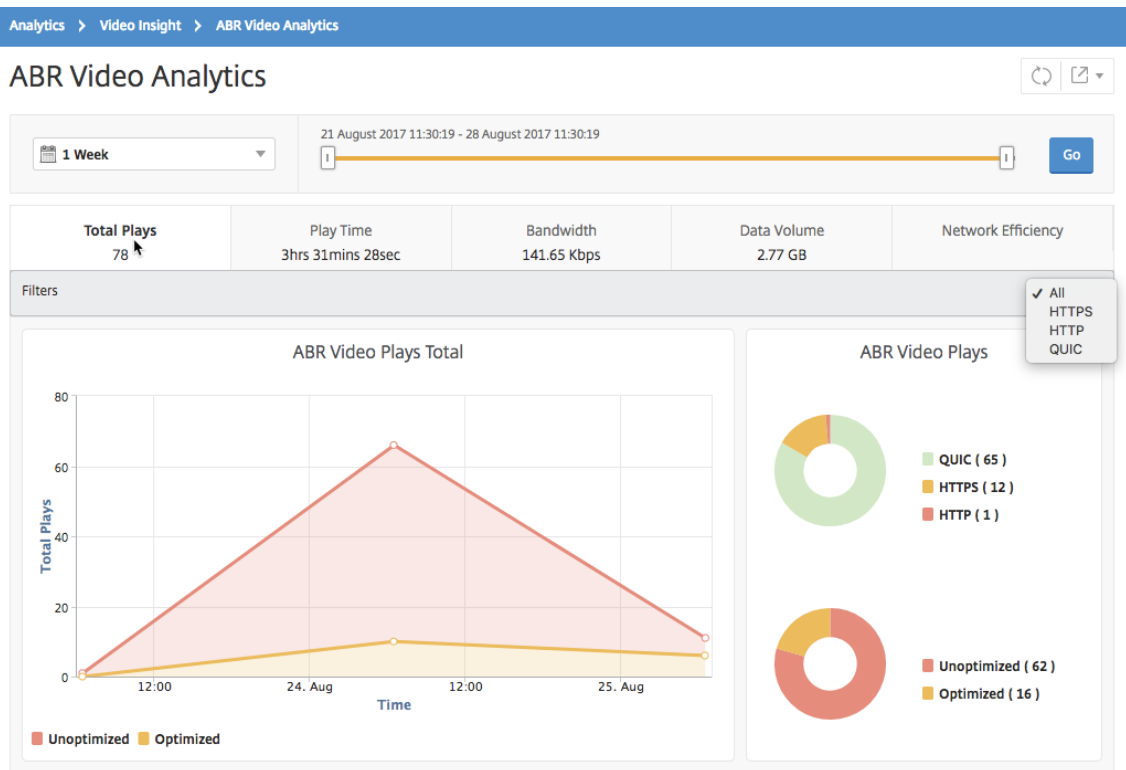 Analytics > Video Insight > ABR Video Analytics
ABR Video Analytics
21 August 2017 11:30:19 - 28 August 2017 11:30:19
1 Week
Go
Total Plays
78
Play Time
3hrs 31mins 28sec
Bandwidth
141.65 Kbps
Data Volume
2.77 GB
Network Efficiency
Filters
✓ All
HTTPS
HTTP
QUIC
ABR Video Plays Total
80
60
40
20
0
Total Plays
12:00
24. Aug
12:00
25. Aug
Time
Unoptimized
Optimized
ABR Video Plays
QUIC ( 65 )
HTTPS ( 12 )
HTTP ( 1 )
Unoptimized ( 62 )
Optimized ( 16 )